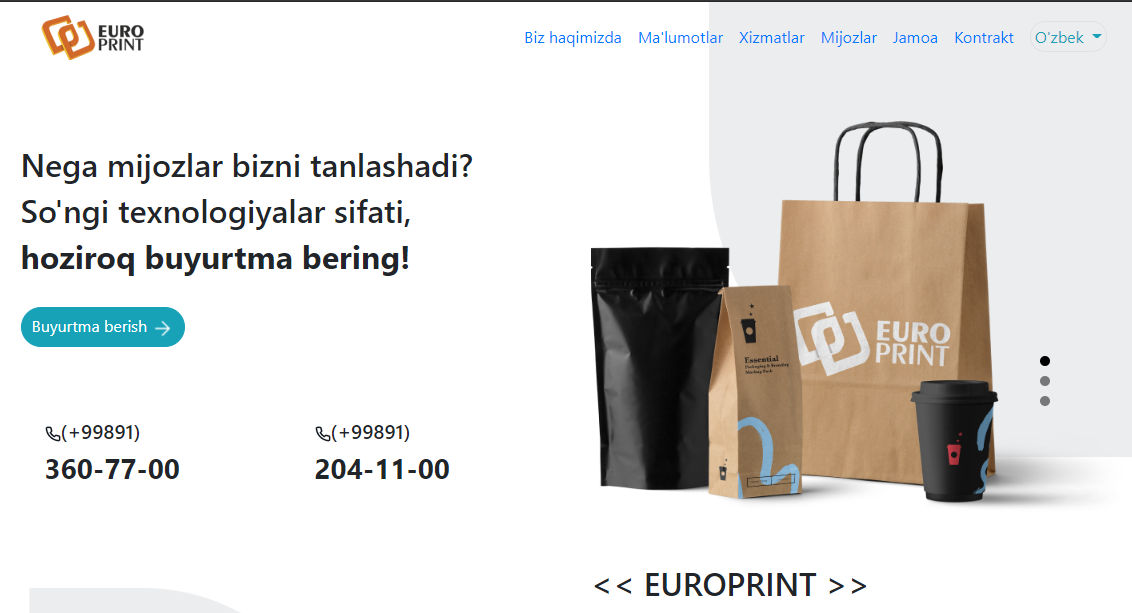 EURO
PRINT
Biz haqimizda Ma'lumotlar Xizmatlar Mijozlar Jamoa Kontrakt O'zbek
Nega mijozlar bizni tanlashadi?
So'ngi texnologiyalar sifati,
hoziroq buyurtma bering!
Buyurtma berish
(+99891)
360-77-00
(+99891)
204-11-00
Essential
Packaging & Branding
Mockup Pack
EURO
PRINT
<< EUROPRINT >>